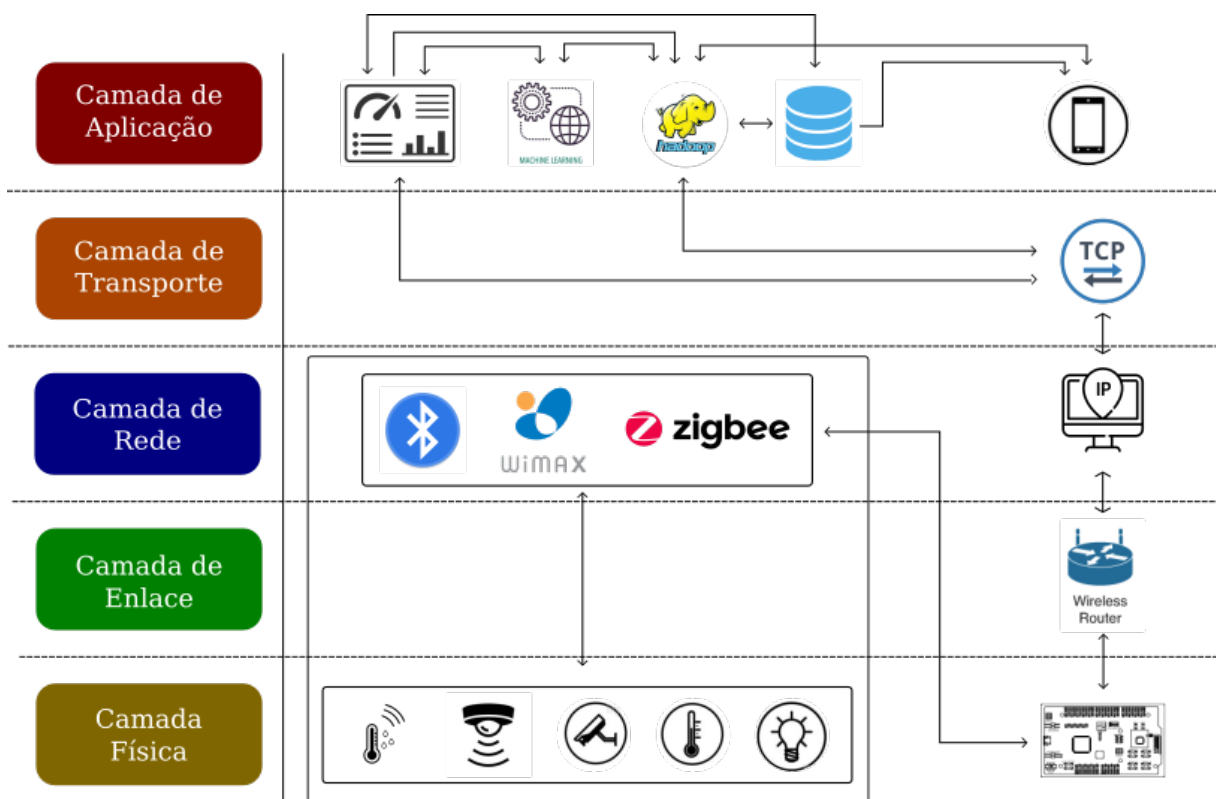 Camada de
Aplicação
MACHINE LEARNING
hadoop
Camada de
Transporte
TCP
Camada de
Rede
WiMAX
zigbee
IP
Camada de
Enlace
Wireless
Router
Camada
Física